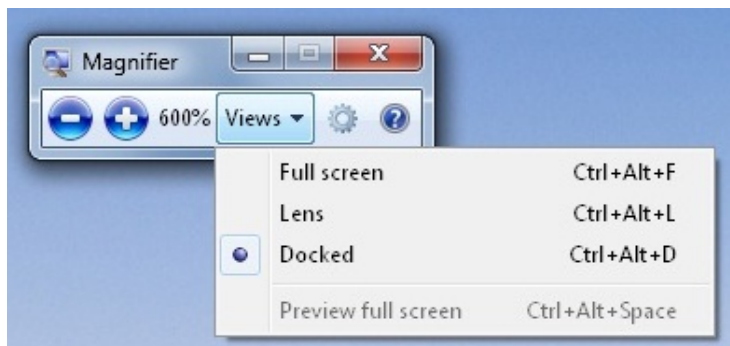 Magnifier
600% Views
Full screen Ctrl+Alt+F
Lens Ctrl+Alt+L
Docked Ctrl+Alt+D
Preview full screen Ctrl+Alt+Space